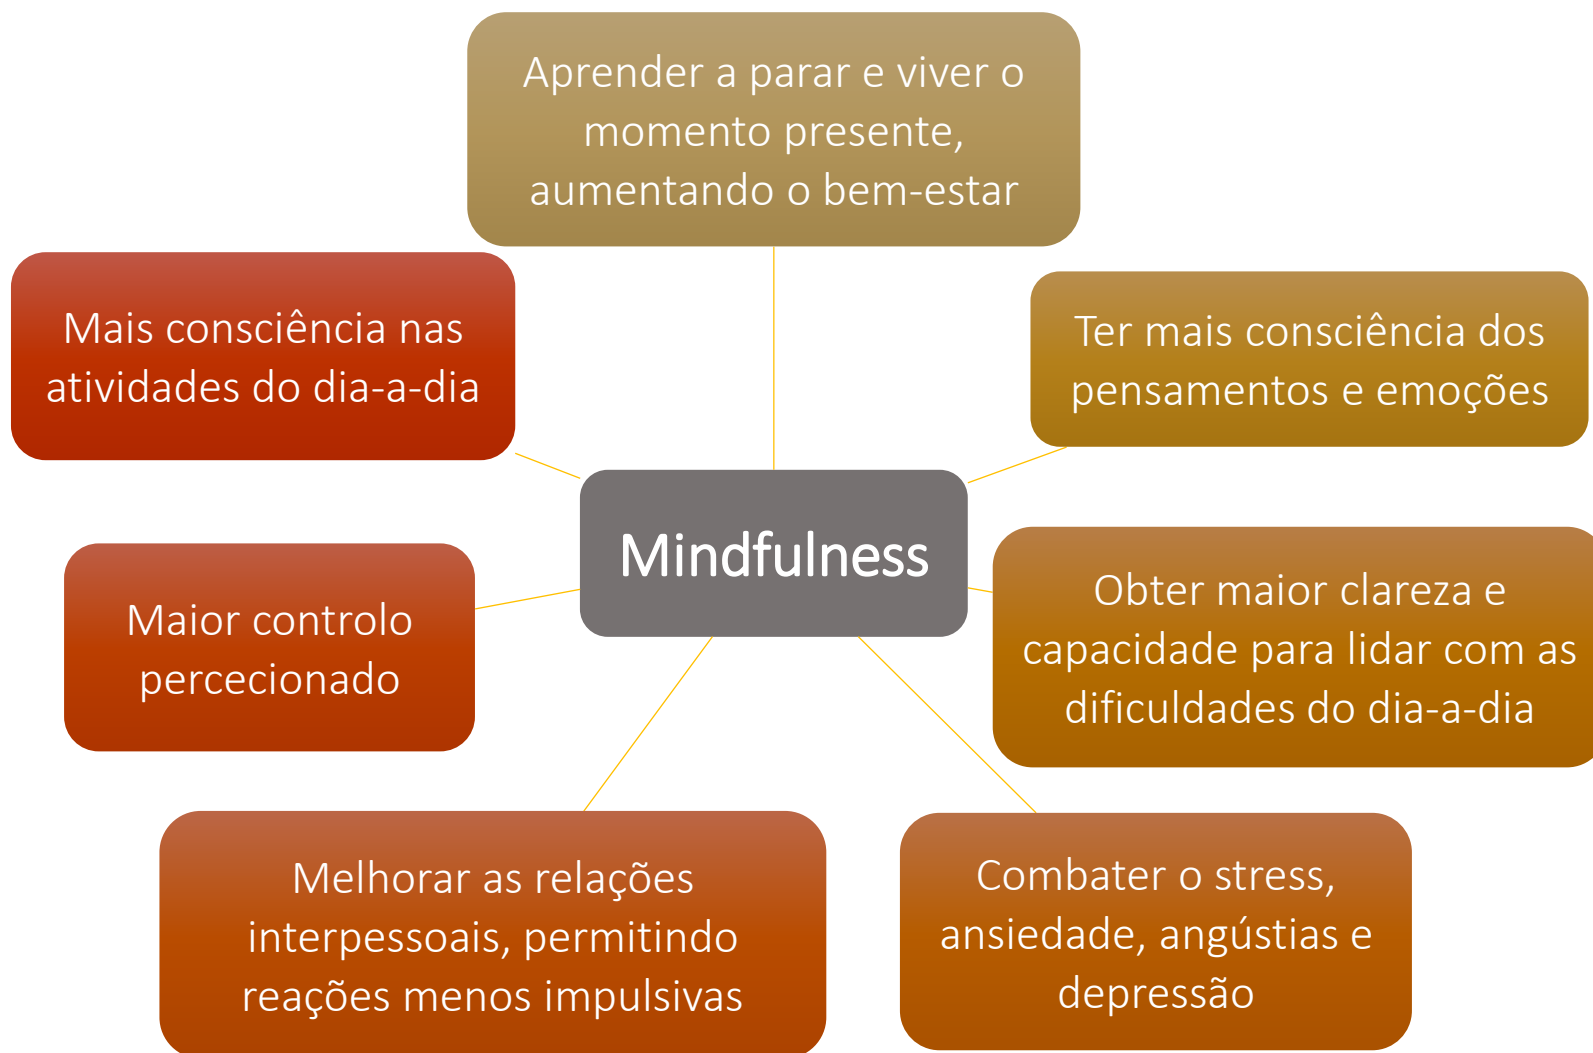 Aprender a parar e viver o
momento presente,
aumentando o bem-estar
Mais consciência nas
atividades do dia-a-dia
Ter mais consciência dos
pensamentos e emoções
Mindfulness
Maior controlo
percecionado
Obter maior clareza e
capacidade para lidar com as
dificuldades do dia-a-dia
Melhorar as relações
interpessoais, permitindo
reações menos impulsivas
Combater o stress,
ansiedade, angústias e
depressão